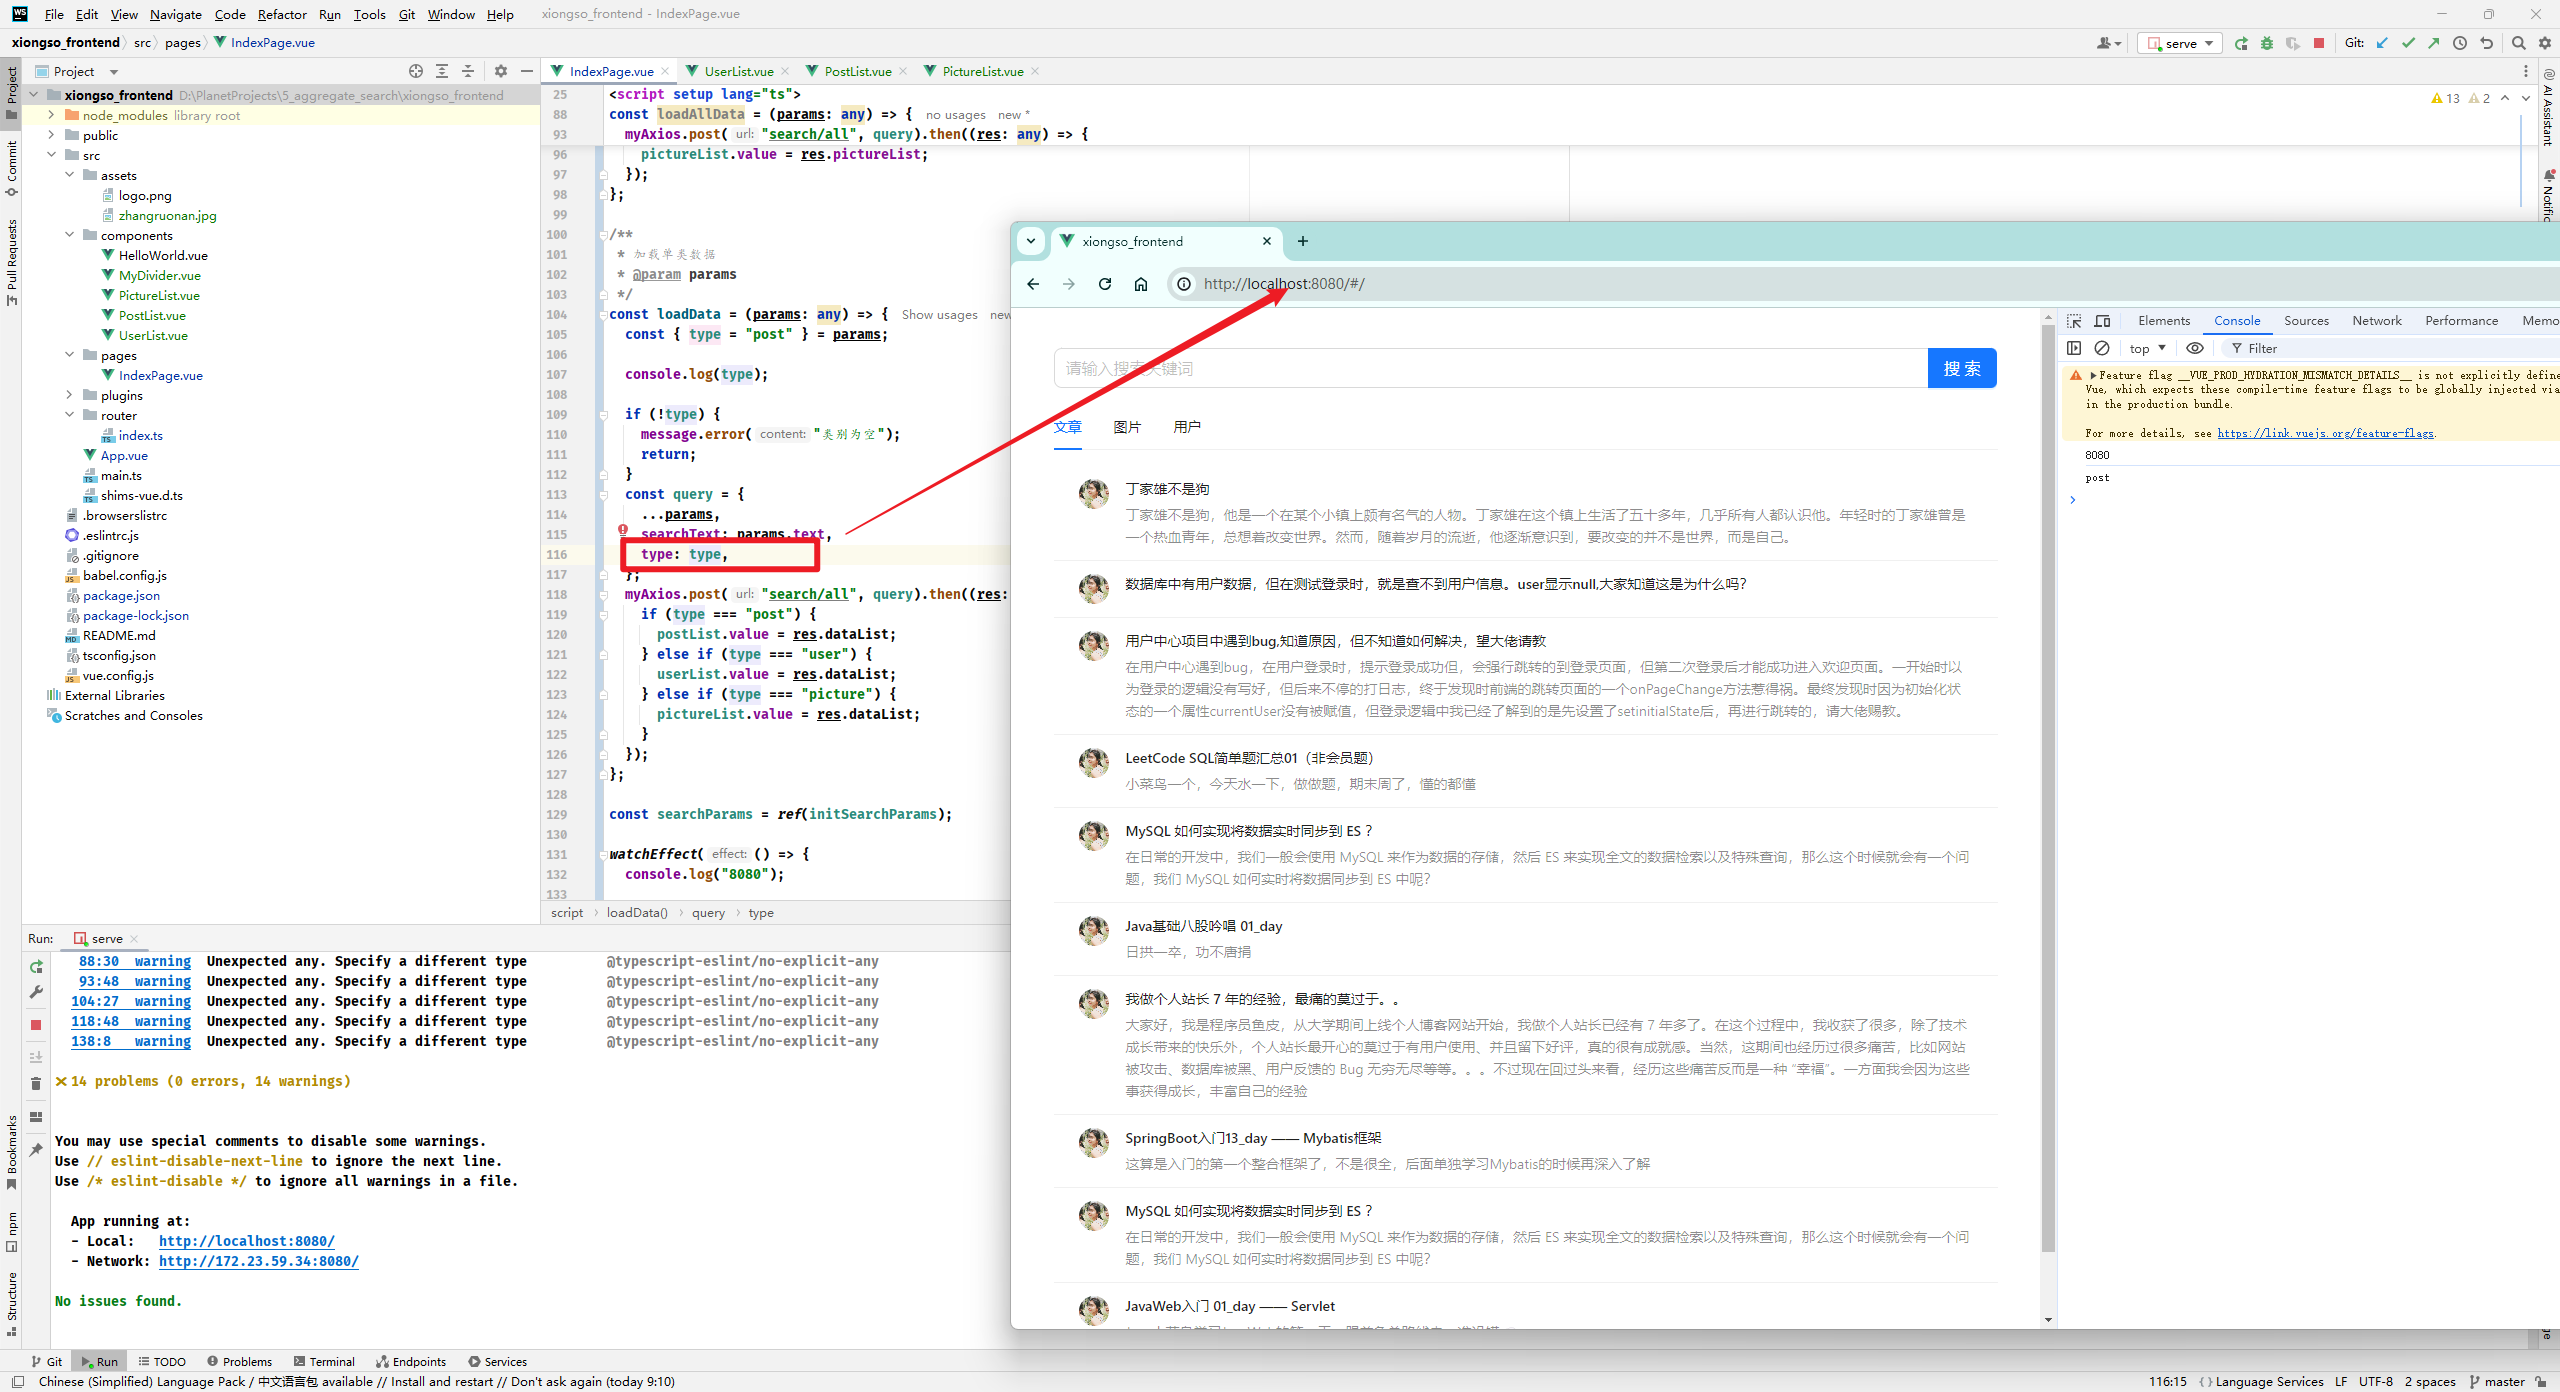 File Edit View Navigate Code Refactor Run Tools Git Window Help xiongso_frontend - IndexPage.vue
xiongso_frontend src pages IndexPage.vue
serve Git:
Project
xiongso_frontend D:\PlanetProjects\5_aggregate_search\xiongso_frontend
node_modules library root
public
src
assets
logo.png
zhangruonan.jpg
components
HelloWorld.vue
MyDivider.vue
PictureList.vue
PostList.vue
UserList.vue
pages
IndexPage.vue
plugins
router
index.ts
App.vue
main.ts
shims-vue.d.ts
.browserslistrc
.eslintrc.js
.gitignore
babel.config.js
package.json
package-lock.json
README.md
tsconfig.json
vue.config.js
External Libraries
Scratches and Consoles
Project
Commit
Pull Requests
Bookmarks
npm
Structure
IndexPage.vue UserList.vue PostList.vue PictureList.vue
13 2
AI Assistant
25 <script setup lang="ts">
88 const loadAllData = (params: any) => { no usages new *
93 myAxios.post( url: "search/all", query).then((res: any) => {
96 pictureList.value = res.pictureList;
97 });
98 };
99
100 /**
101 * 加载单类数据
102 * @param params
103 */
104 const loadData = (params: any) => { Show usages new
105 const { type = "post" } = params;
106
107 console.log(type);
108
109 if (!type) {
110 message.error( content: "类别为空");
111 return;
112 }
113 const query = {
114 ...params,
115 searchText: params.text,
116 type: type,
117 };
118 myAxios.post( url: "search/all", query).then((res:
119 if (type === "post") {
120 postList.value = res.dataList;
121 } else if (type === "user") {
122 userList.value = res.dataList;
123 } else if (type === "picture") {
124 pictureList.value = res.dataList;
125 }
126 });
127 };
128
129 const searchParams = ref(initSearchParams);
130
131 watchEffect( effect: () => {
132 console.log("8080");
133
script loadData() query type
xiongso_frontend
http://localhost:8080/#/
请输入搜索关键词
搜 索
文章 图片 用户
丁家雄不是狗
丁家雄不是狗，他是一个在某个小镇上颇有名气的人物。丁家雄在这个镇上生活了五十多年，几乎所有人都认识他。年轻时的丁家雄曾是
一个热血青年，总想着改变世界。然而，随着岁月的流逝，他逐渐意识到，要改变的并不是世界，而是自己。
数据库中有用户数据，但在测试登录时，就是查不到用户信息。user显示null,大家知道这是为什么吗?
用户中心项目中遇到bug,知道原因，但不知道如何解决，望大佬请教
在用户中心遇到bug，在用户登录时，提示登录成功但，会强行跳转的到登录页面，但第二次登录后才能成功进入欢迎页面。一开始时以
为登录的逻辑没有写好，但后来不停的打日志，终于发现时前端的跳转页面的一个onPageChange方法惹得祸。最终发现时因为初始化状
态的一个属性currentUser没有被赋值，但登录逻辑中我已经了解到的是先设置了setinitialState后，再进行跳转的，请大佬赐教。
LeetCode SQL简单题汇总01（非会员题）
小菜鸟一个，今天水一下，做做题，期末周了，懂的都懂
MySQL 如何实现将数据实时同步到 ES ？
在日常的开发中，我们一般会使用 MySQL 来作为数据的存储，然后 ES 来实现全文的数据检索以及特殊查询，那么这个时候就会有一个问
题，我们 MySQL 如何实时将数据同步到 ES 中呢?
Java基础八股吟唱 01_day
日拱一卒，功不唐捐
我做个人站长 7 年的经验，最痛的莫过于。。
大家好，我是程序员鱼皮，从大学期间上线个人博客网站开始，我做个人站长已经有 7 年多了。在这个过程中，我收获了很多，除了技术
成长带来的快乐外，个人站长最开心的莫过于有用户使用、并且留下好评，真的很有成就感。当然，这期间也经历过很多痛苦，比如网站
被攻击、数据库被黑、用户反馈的 Bug 无穷无尽等等。。。不过现在回过头来看，经历这些痛苦反而是一种 “幸福”。一方面我会因为这些
事获得成长，丰富自己的经验
SpringBoot入门13_day —— Mybatis框架
这算是入门的第一个整合框架了，不是很全，后面单独学习Mybatis的时候再深入了解
MySQL 如何实现将数据实时同步到 ES ？
在日常的开发中，我们一般会使用 MySQL 来作为数据的存储，然后 ES 来实现全文的数据检索以及特殊查询，那么这个时候就会有一个问
题，我们 MySQL 如何实时将数据同步到 ES 中呢?
JavaWeb入门 01_day —— Servlet
Elements Console Sources Network Performance Memo
top Filter
Feature flag __VUE_PROD_HYDRATION_MISMATCH_DETAILS__ is not explicitly define
Vue, which expects these compile-time feature flags to be globally injected via
in the production bundle.
For more details, see https://link.vuejs.org/feature-flags.
8080
post
Run: serve
88:30 warning Unexpected any. Specify a different type @typescript-eslint/no-explicit-any
93:48 warning Unexpected any. Specify a different type @typescript-eslint/no-explicit-any
104:27 warning Unexpected any. Specify a different type @typescript-eslint/no-explicit-any
118:48 warning Unexpected any. Specify a different type @typescript-eslint/no-explicit-any
138:8 warning Unexpected any. Specify a different type @typescript-eslint/no-explicit-any
14 problems (0 errors, 14 warnings)
You may use special comments to disable some warnings.
Use // eslint-disable-next-line to ignore the next line.
Use /* eslint-disable */ to ignore all warnings in a file.
App running at:
- Local: http://localhost:8080/
- Network: http://172.23.59.34:8080/
No issues found.
Git Run TODO Problems Terminal Endpoints Services
Chinese (Simplified) Language Pack / 中文语言包 available // Install and restart // Don't ask again (today 9:10)
116:15 Language Services LF UTF-8 2 spaces master